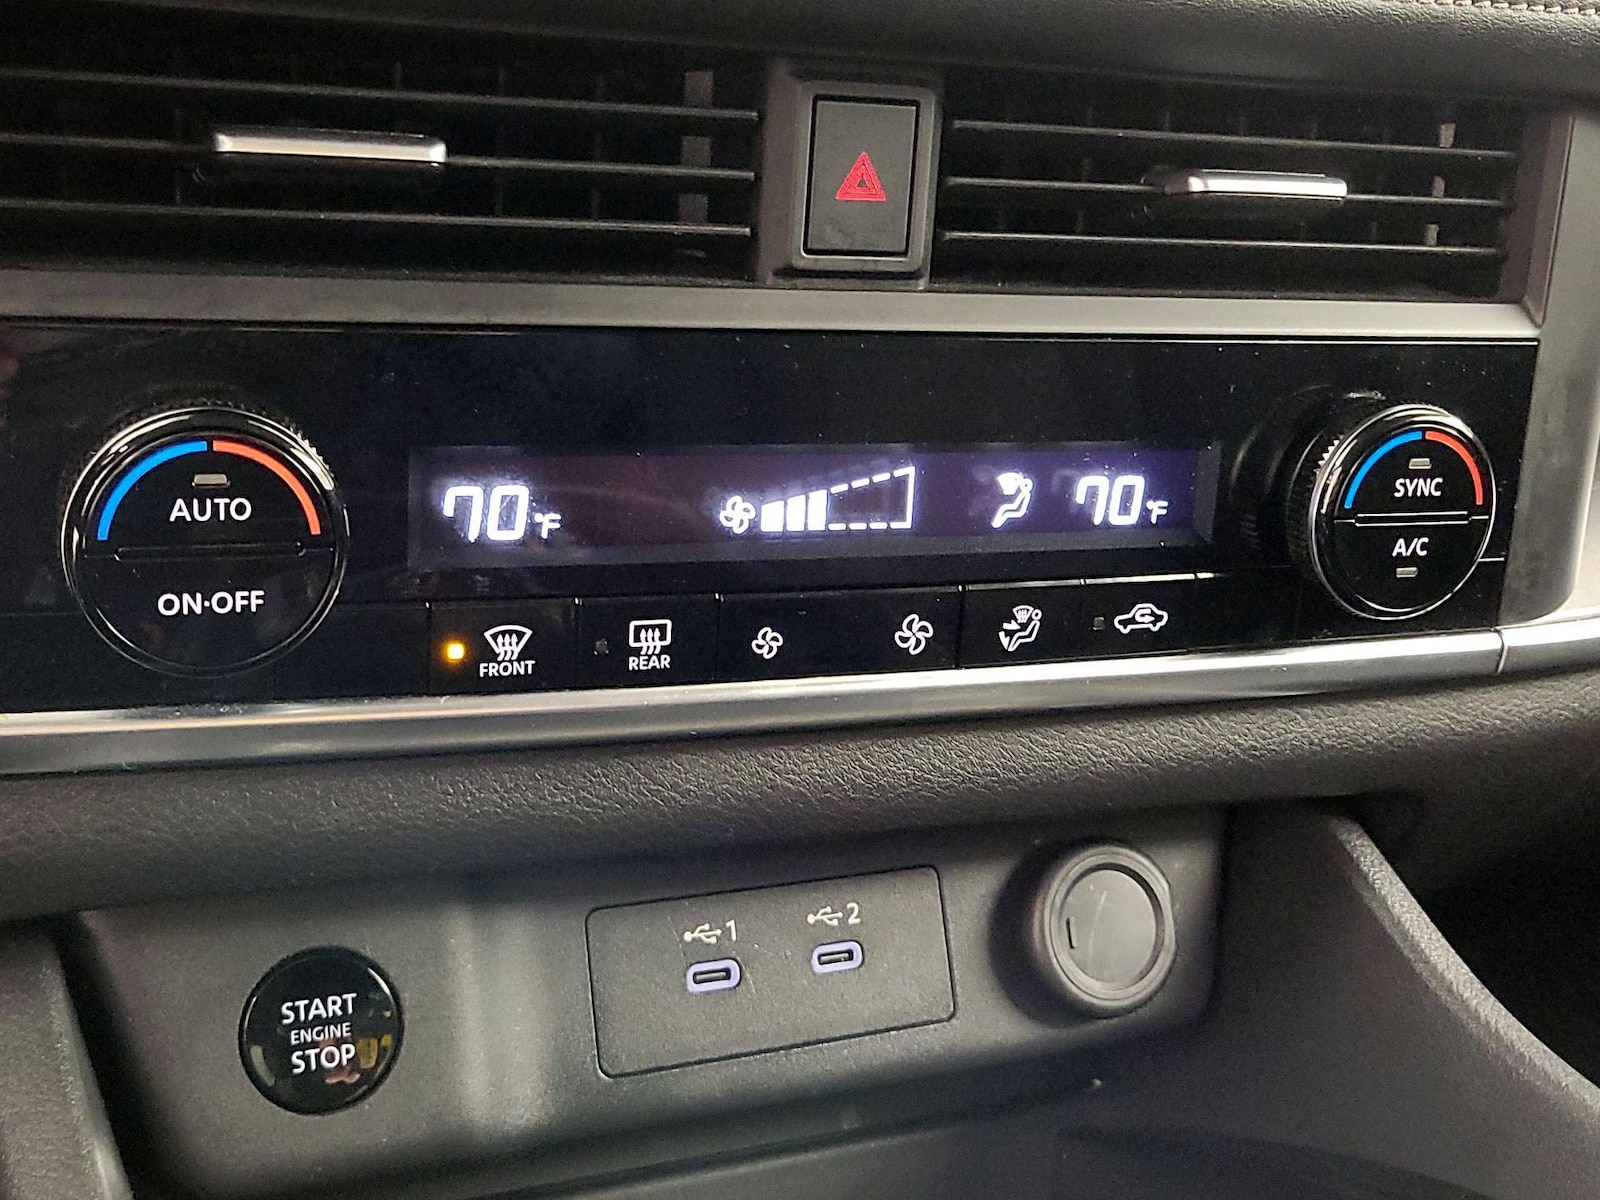 AUTO
ON·OFF
70°F
70°F
SYNC
A/C
FRONT
REAR
1
2
START
ENGINE
STOP